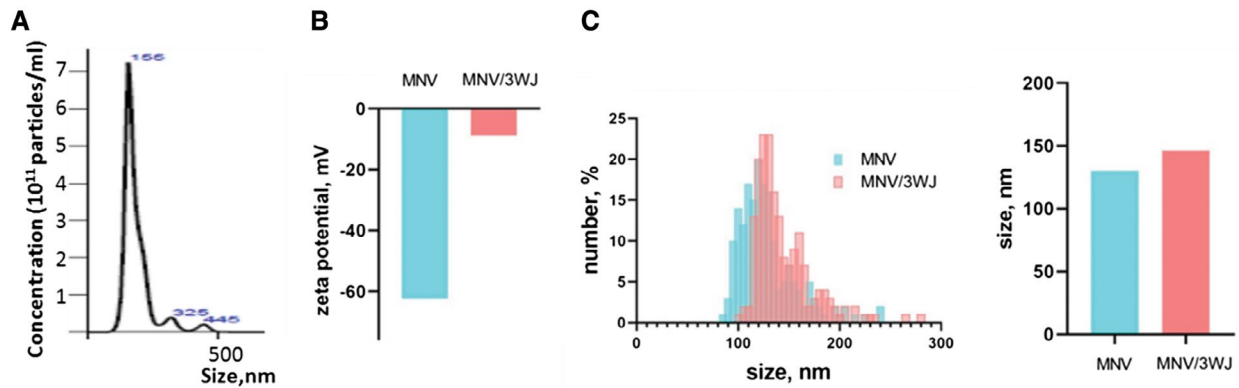 A
Concentration (10¹¹ particles/ml)
7
6
5
4
3
2
1
155
325
445
500
Size,nm
B
MNV MNV/3WJ
zeta potential, mV
0
-20
-40
-60
C
number, %
25
20
15
10
5
0
MNV
MNV/3WJ
0 100 200 300
size, nm
size, nm
200
150
100
50
0
MNV MNV/3WJ